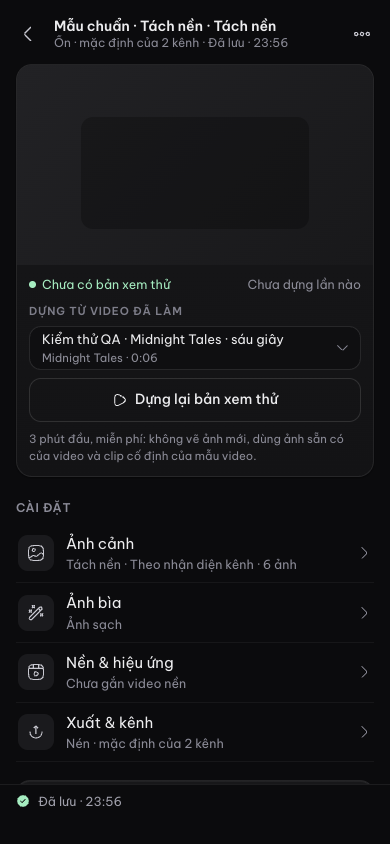 Mẫu chuẩn · Tách nền · Tách nền
Ổn · mặc định của 2 kênh · Đã lưu · 23:56
Chưa có bản xem thử
Chưa dựng lần nào
DỰNG TỪ VIDEO ĐÃ LÀM
Kiểm thử QA · Midnight Tales · sáu giây
Midnight Tales · 0:06
Dựng lại bản xem thử
3 phút đầu, miễn phí: không vẽ ảnh mới, dùng ảnh sẵn có
của video và clip cố định của mẫu video.
CÀI ĐẶT
Ảnh cảnh
Tách nền · Theo nhận diện kênh · 6 ảnh
Ảnh bìa
Ảnh sạch
Nền & hiệu ứng
Chưa gắn video nền
Xuất & kênh
Nén · mặc định của 2 kênh
Đã lưu · 23:56